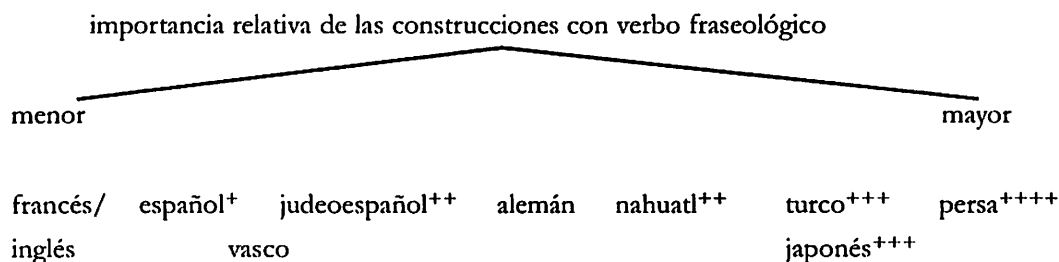 importancia relativa de las construcciones con verbo fraseológico
menor mayor
francés/ español+ judeoespañol++ alemán nahuatl++ turco+++ persa++++
inglés vasco japonés+++